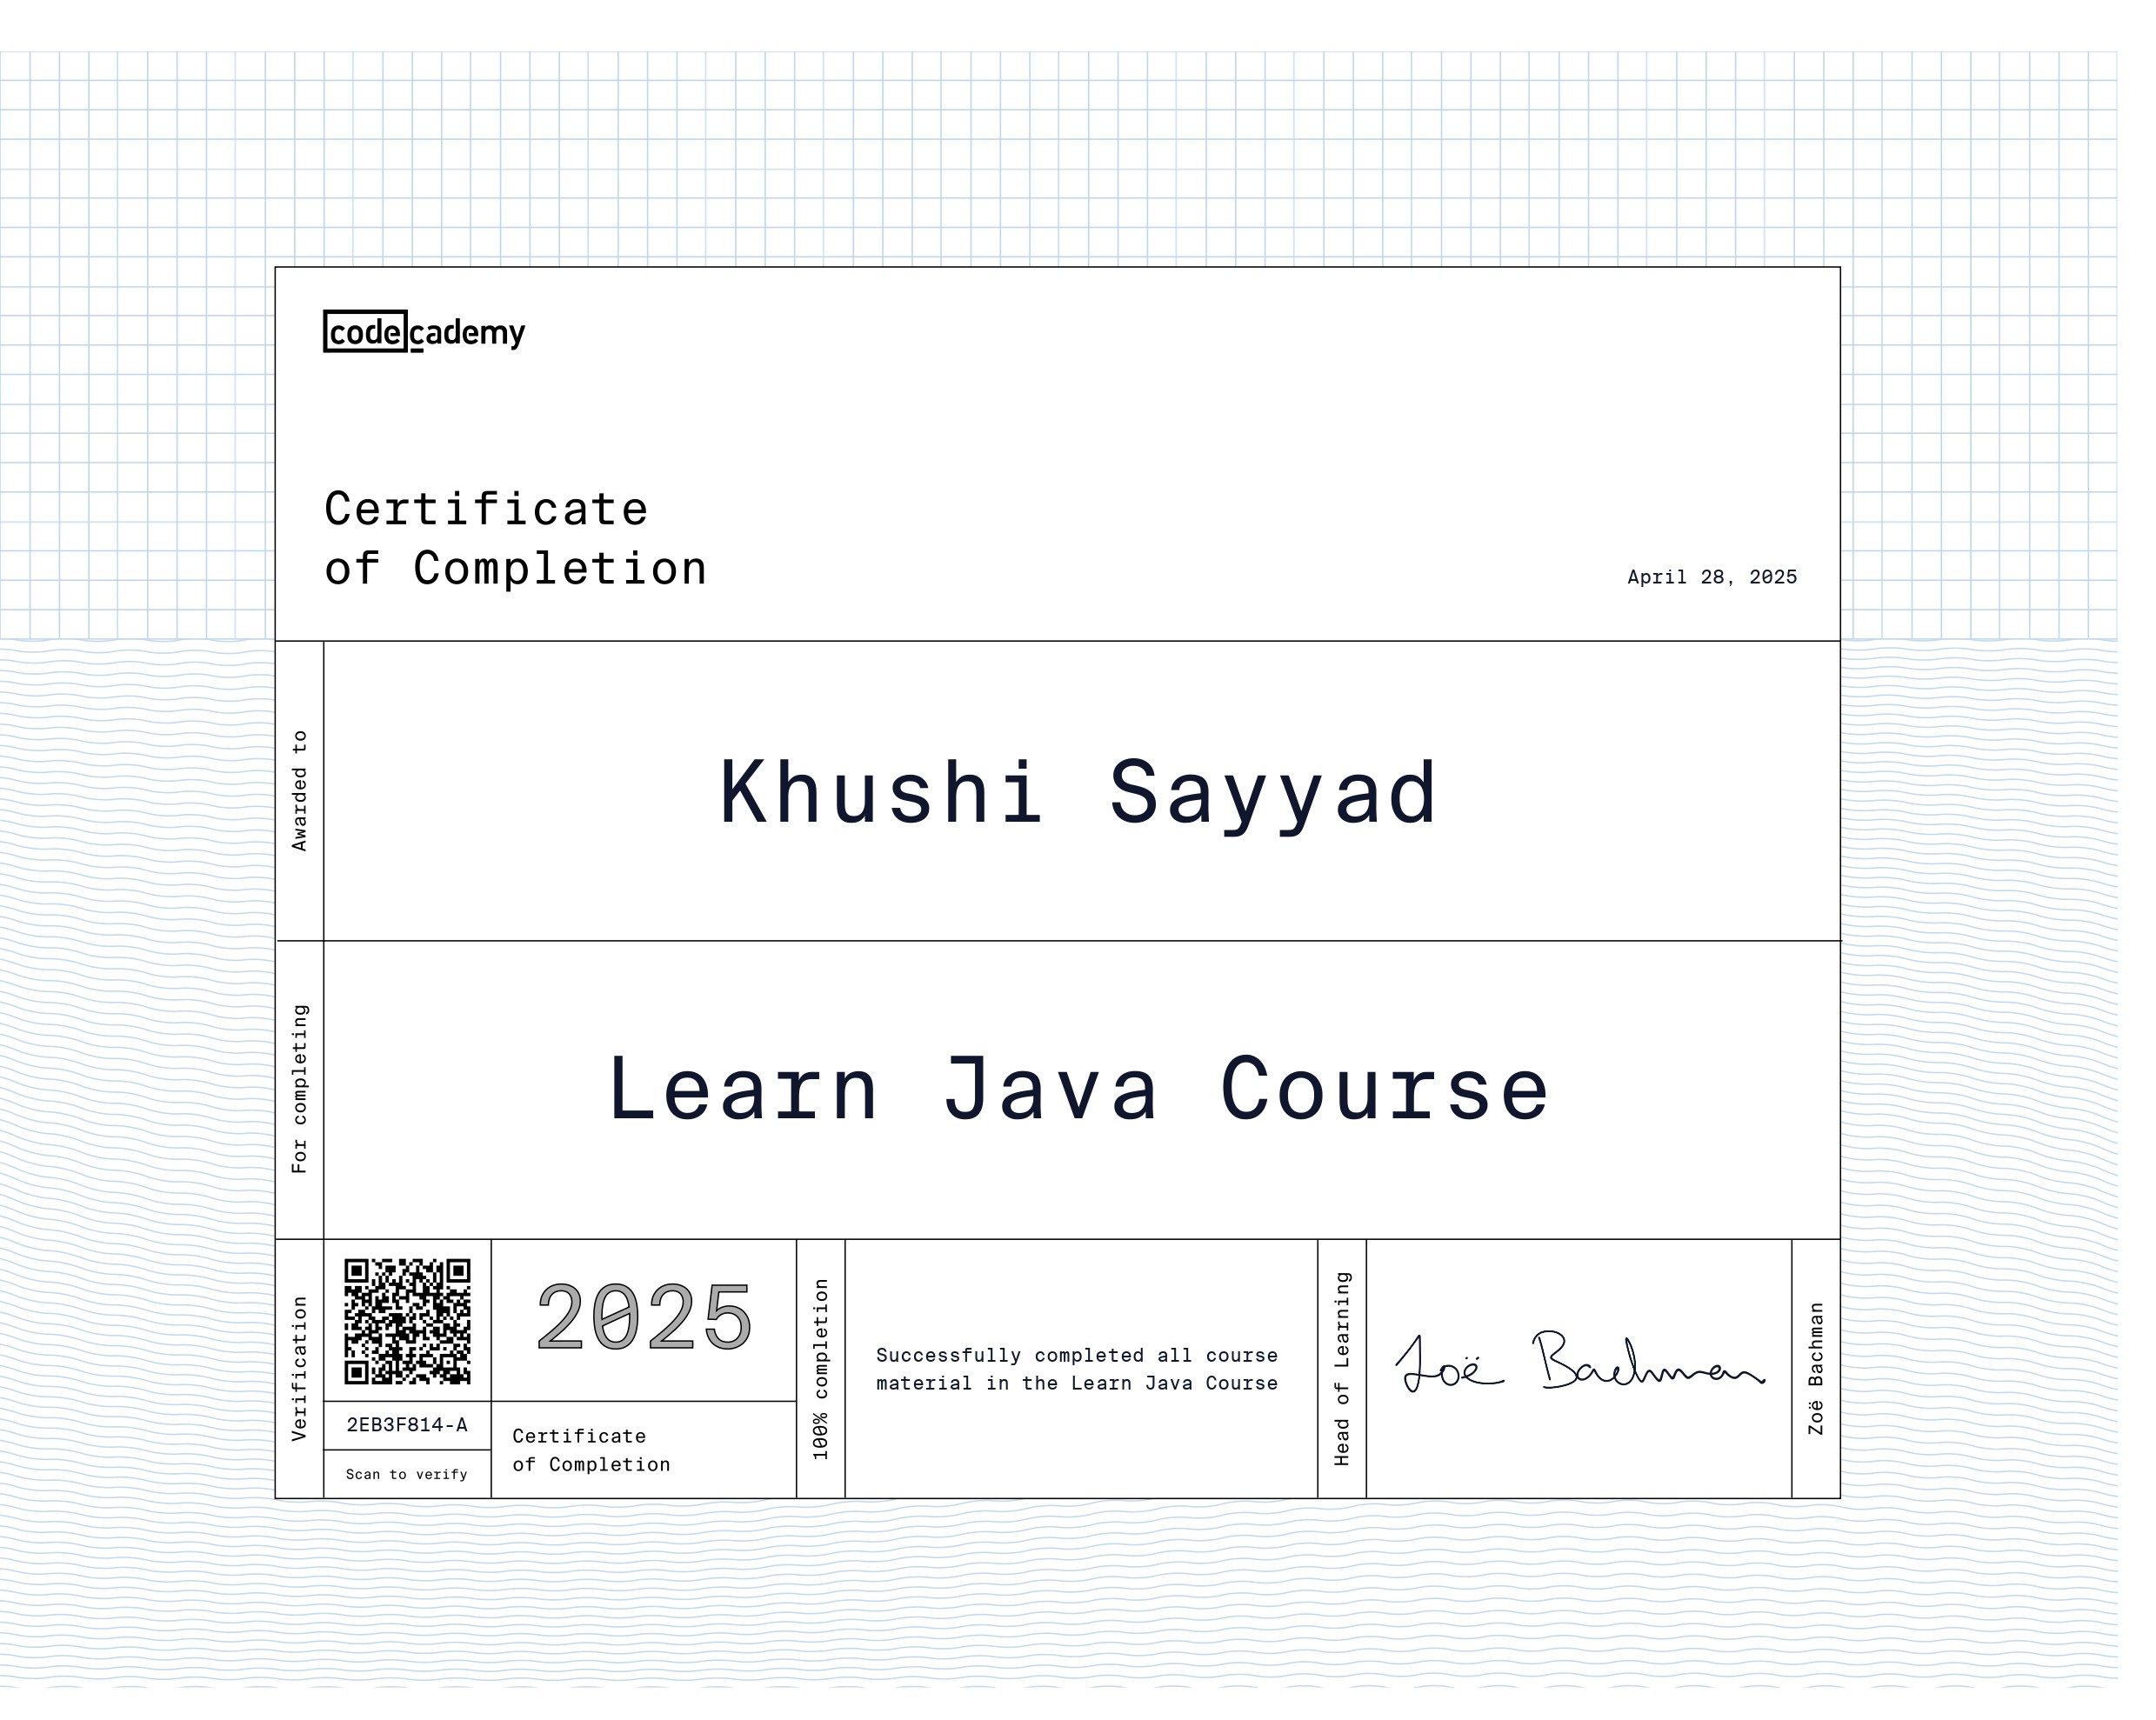 codecademy
Certificate
of Completion
April 28, 2025
Awarded to
Khushi Sayyad
For completing
Learn Java Course
Verification
2EB3F814-A
Scan to verify
2025
Certificate
of Completion
100% completion
Successfully completed all course
material in the Learn Java Course
Head of Learning
Zoë Bachman
Zoë Bachman